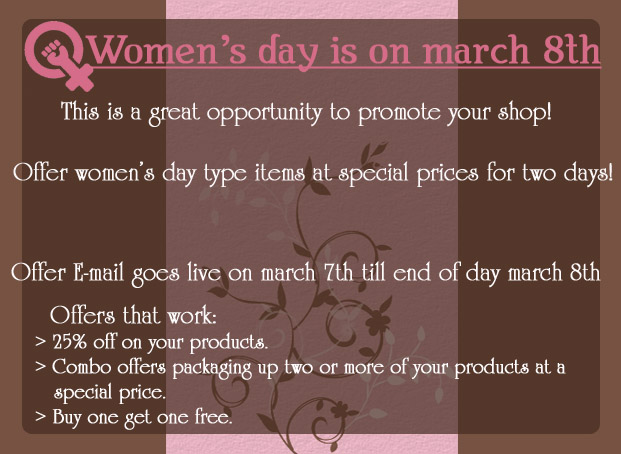 Women's day is on march 8th
This is a great opportunity to promote your shop!
Offer women's day type items at special prices for two days!
Offer E-mail goes live on march 7th till end of day march 8th
Offers that work:
> 25% off on your products.
> Combo offers packaging up two or more of your products at a
special price.
> Buy one get one free.